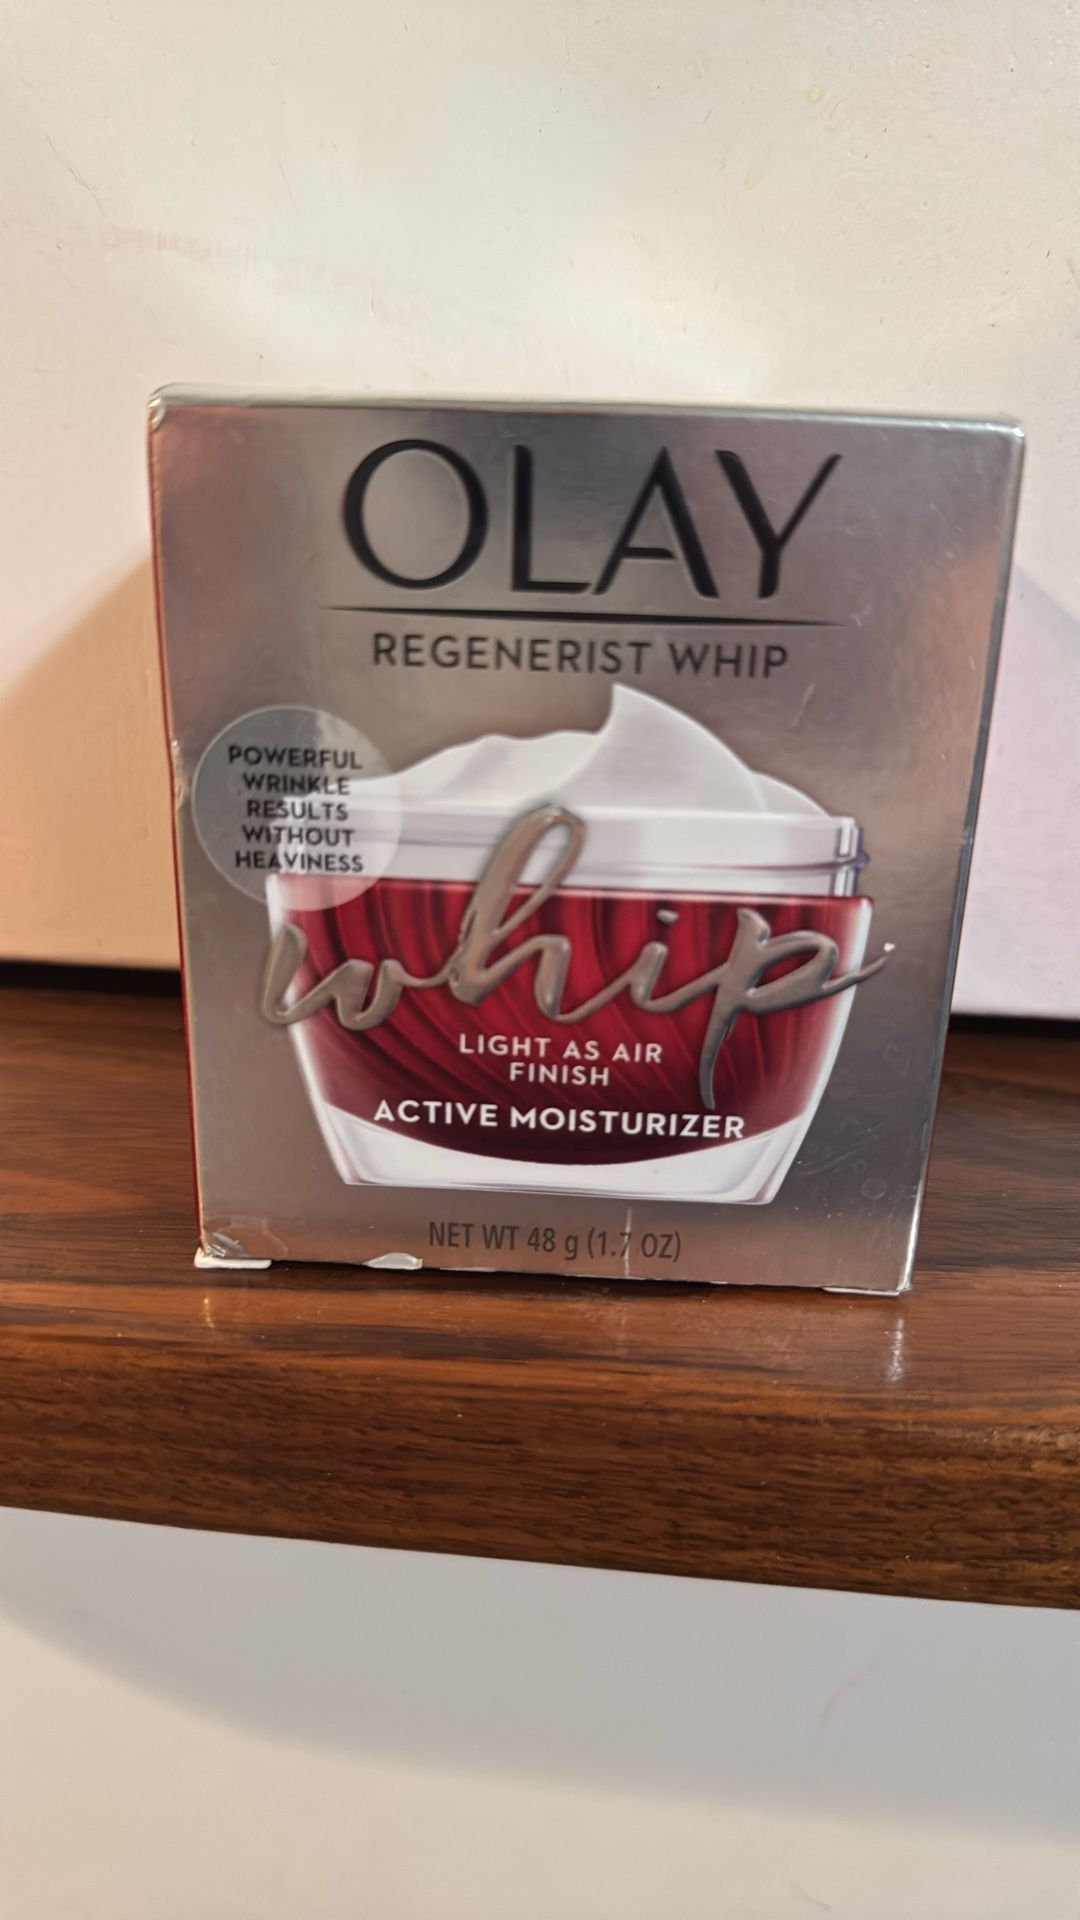 OLAY
REGENERIST WHIP
POWERFUL
WRINKLE
RESULTS
WITHOUT
HEAVINESS
whip
LIGHT AS AIR
FINISH
ACTIVE MOISTURIZER
NET WT 48 g (1.7 OZ)